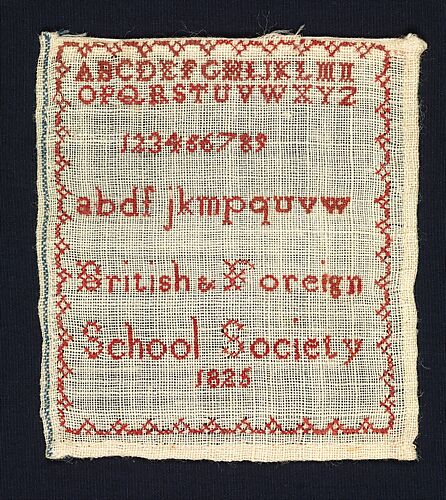 ABCDEFGHIJKLMN
OPQRSTUVWXYZ
123456789
abdf jkmpquvw
British & Foreign
School Society
1825